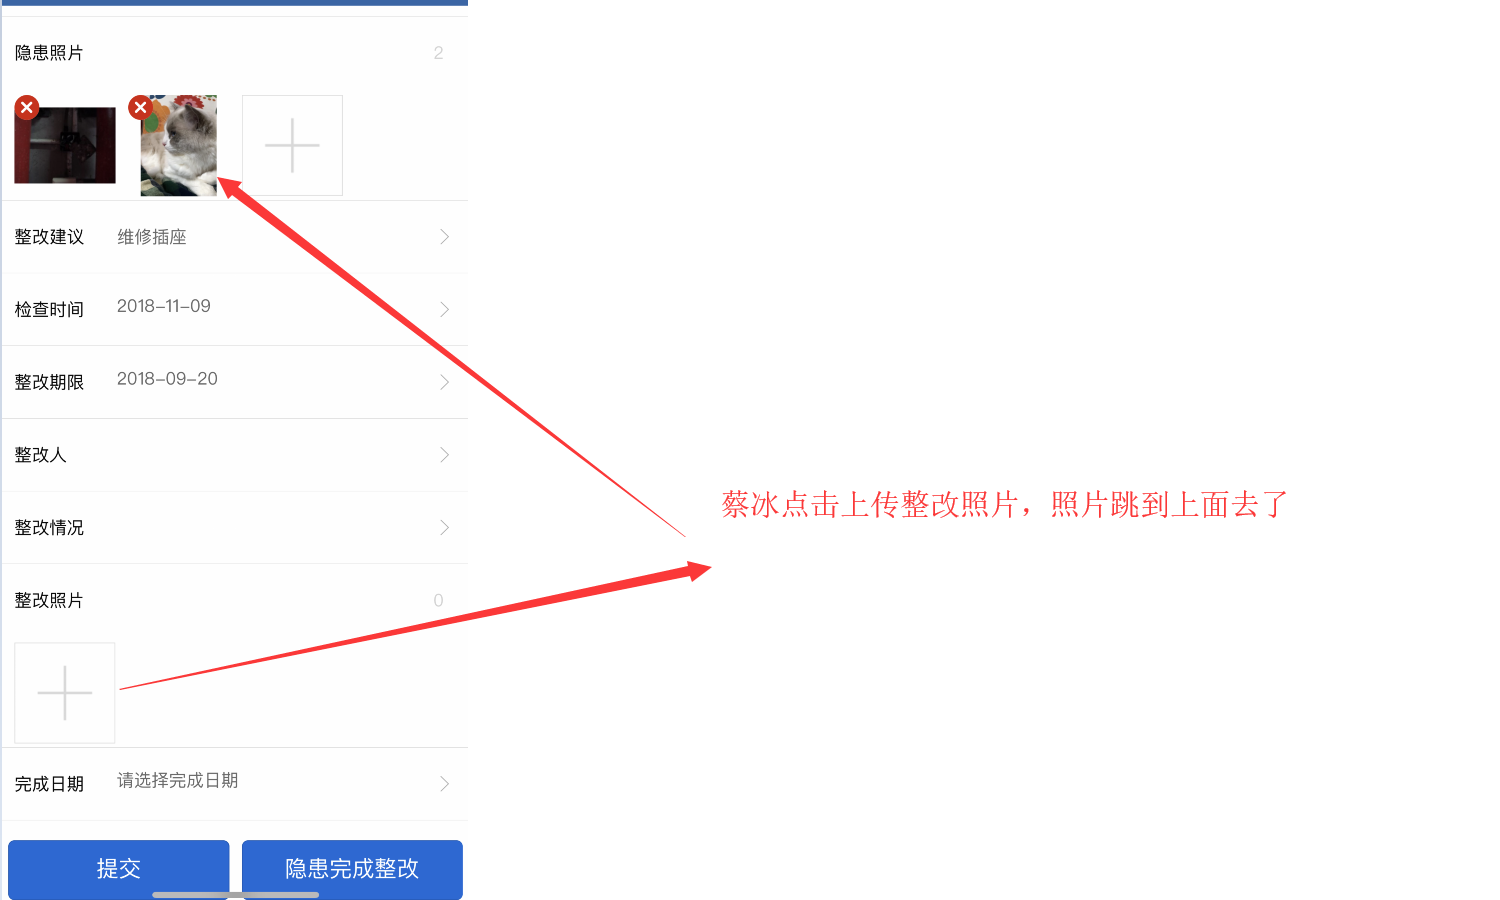 隐患照片 2
整改建议 维修插座
检查时间 2018-11-09
整改期限 2018-09-20
整改人
整改情况
蔡冰点击上传整改照片，照片跳到上面去了
整改照片 0
完成日期 请选择完成日期
提交 隐患完成整改